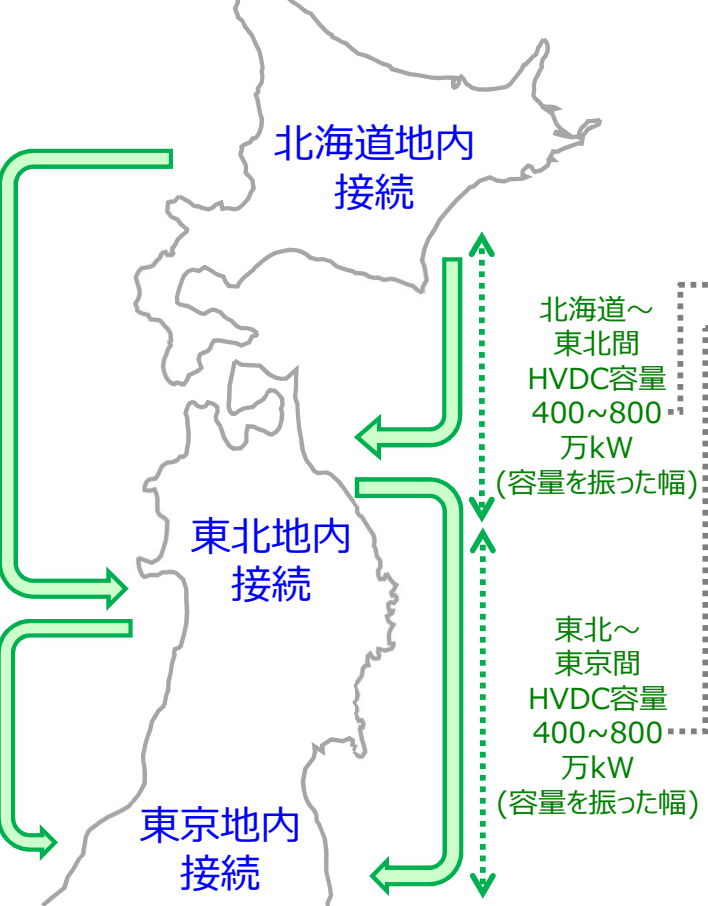 北海道地内
接続
北海道～
東北間
HVDC容量
400~800
万kW
(容量を振った幅)
東北地内
接続
東北～
東京間
HVDC容量
400~800
万kW
(容量を振った幅)
東京地内
接続